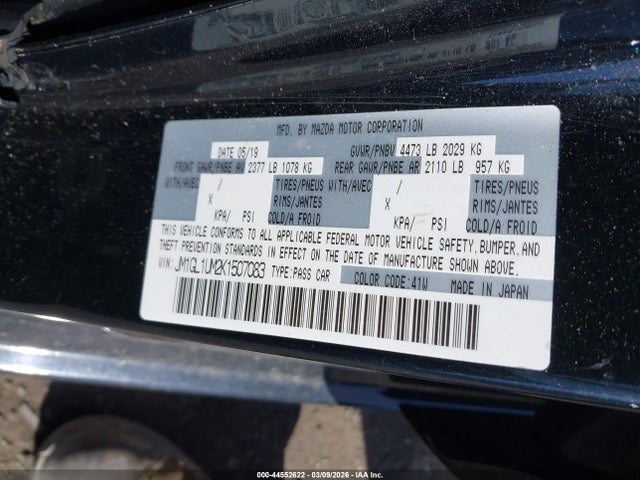 MFD. BY MAZDA MOTOR CORPORATION
DATE 05/19 GVWR/PNBV 4473 LB 2029 KG
FRONT GAWR/PNBE AV 2377 LB 1078 KG REAR GAWR/PNBE AR 2110 LB 957 KG
WITH/AVEC / TIRES/PNEUS WITH/AVEC / TIRES/PNEUS
X RIMS/JANTES X RIMS/JANTES
KPA/ PSI COLD/A FROID KPA/ PSI COLD/A FROID
THIS VEHICLE CONFORMS TO ALL APPLICABLE FEDERAL MOTOR VEHICLE SAFETY, BUMPER, AND
THEFT PREVENTION STANDARDS IN EFFECT ON THE DATE OF MANUFACTURE SHOWN ABOVE.
VIN: JM1GL1UM2K1507083 TYPE:PASS CAR COLOR CODE:41W MADE IN JAPAN
© IMAGE - 000-44552622 - 03/09/2026 - IAA INC.